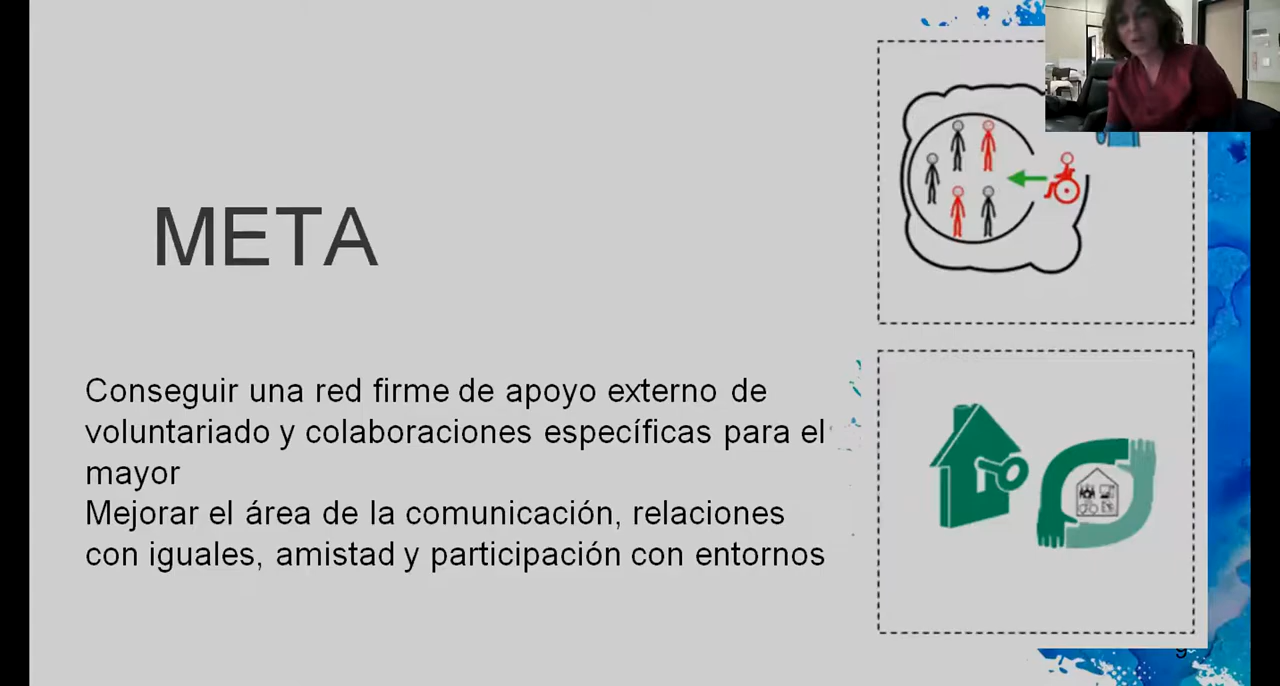 META
Conseguir una red firme de apoyo externo de
voluntariado y colaboraciones específicas para el
mayor
Mejorar el área de la comunicación, relaciones
con iguales, amistad y participación con entornos
9